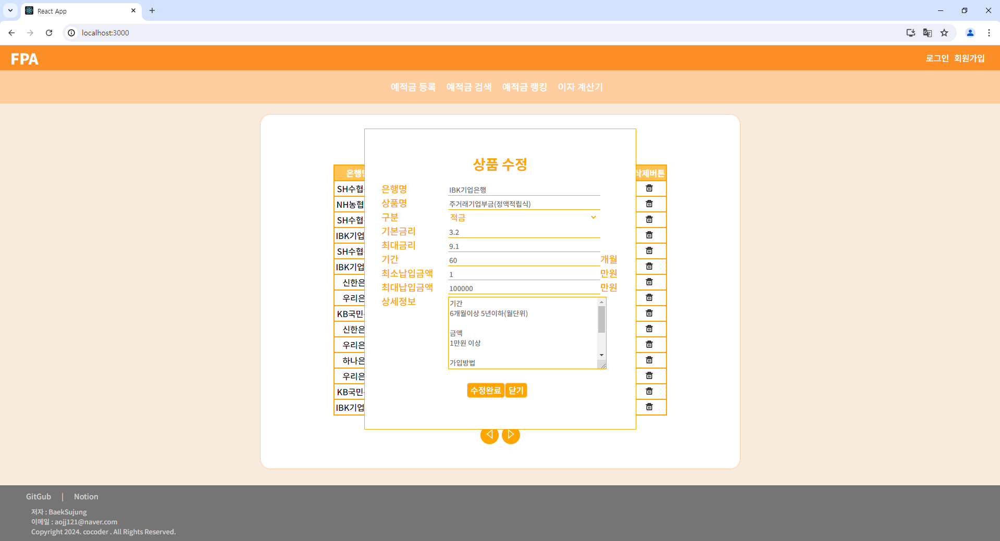 React App
localhost:3000
FPA
로그인 회원가입
예적금 등록 예적금 검색 예적금 랭킹 이자 계산기
상품 수정
은행명 IBK기업은행
상품명 주거래기업부금(정액적립식)
구분 적금
기본금리 3.2
최대금리 9.1
기간 60 개월
최소납입금액 1 만원
최대납입금액 100000 만원
상세정보
기간
6개월이상 5년이하(월단위)
금액
1만원 이상
가입방법
수정완료 닫기
은행 삭제버튼
SH수협
NH농협
SH수협
IBK기업
SH수협
IBK기업
신한은
우리은
KB국민
신한은
우리은
하나은
우리은
KB국민
IBK기업
GitGub | Notion
저자 : BaekSujung
이메일 : aojj121@naver.com
Copyright 2024. cocoder . All Rights Reserved.